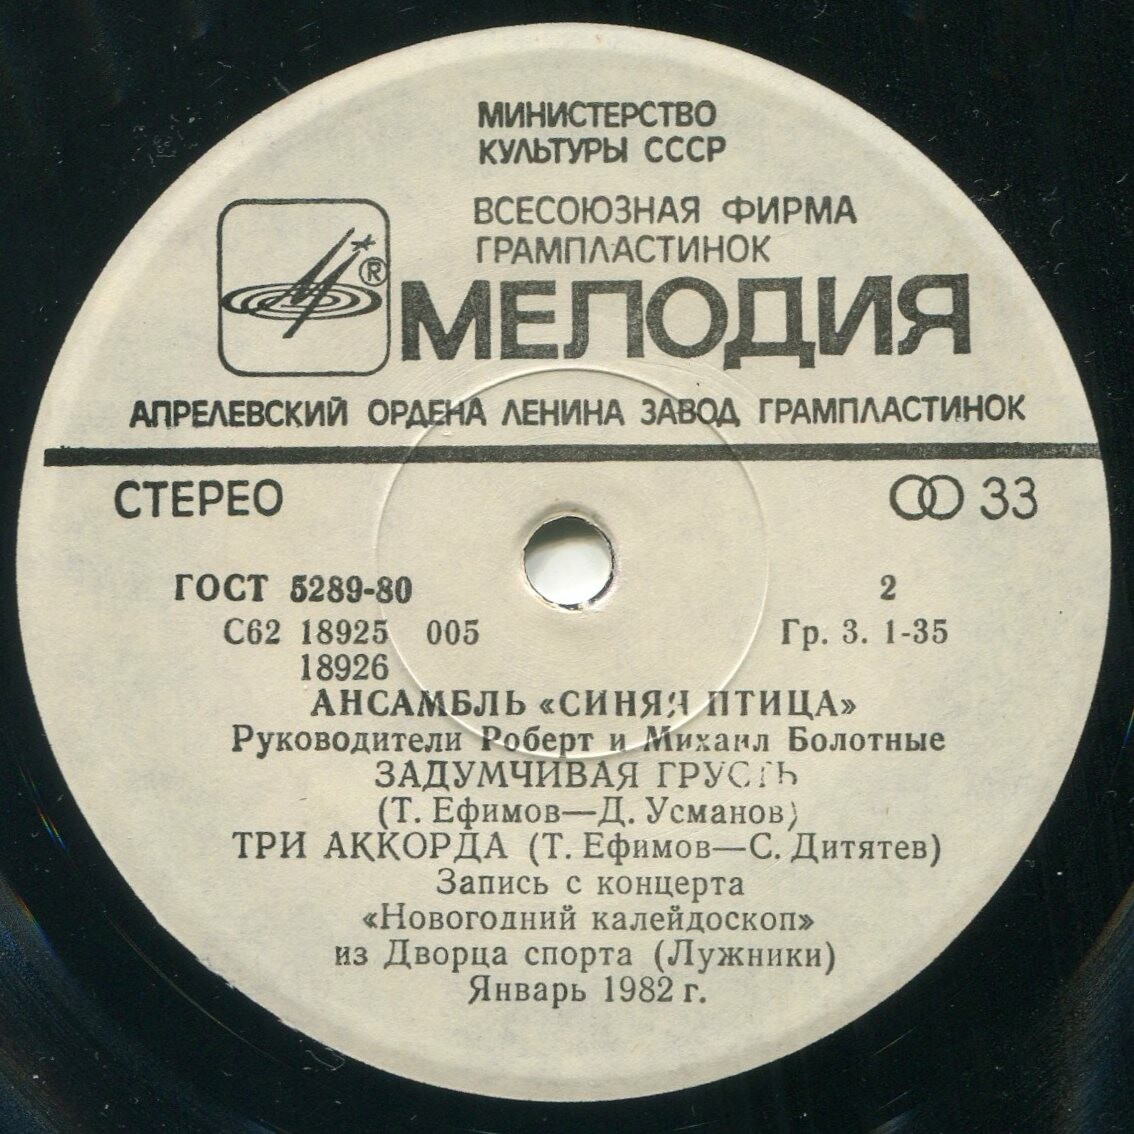 МИНИСТЕРСТВО
КУЛЬТУРЫ СССР
ВСЕСОЮЗНАЯ ФИРМА
ГРАМПЛАСТИНОК
®
МЕЛОДИЯ
АПРЕЛЕВСКИЙ ОРДЕНА ЛЕНИНА ЗАВОД ГРАМПЛАСТИНОК
СТЕРЕО 33
ГОСТ 5289-80 2
С62 18925 005 Гр. 3. 1-35
18926
АНСАМБЛЬ «СИНЯЯ ПТИЦА»
Руководители Роберт и Михаил Болотные
ЗАДУМЧИВАЯ ГРУСТЬ
(Т. Ефимов—Д. Усманов)
ТРИ АККОРДА (Т. Ефимов—С. Дитятев)
Запись с концерта
«Новогодний калейдоскоп»
из Дворца спорта (Лужники)
Январь 1982 г.